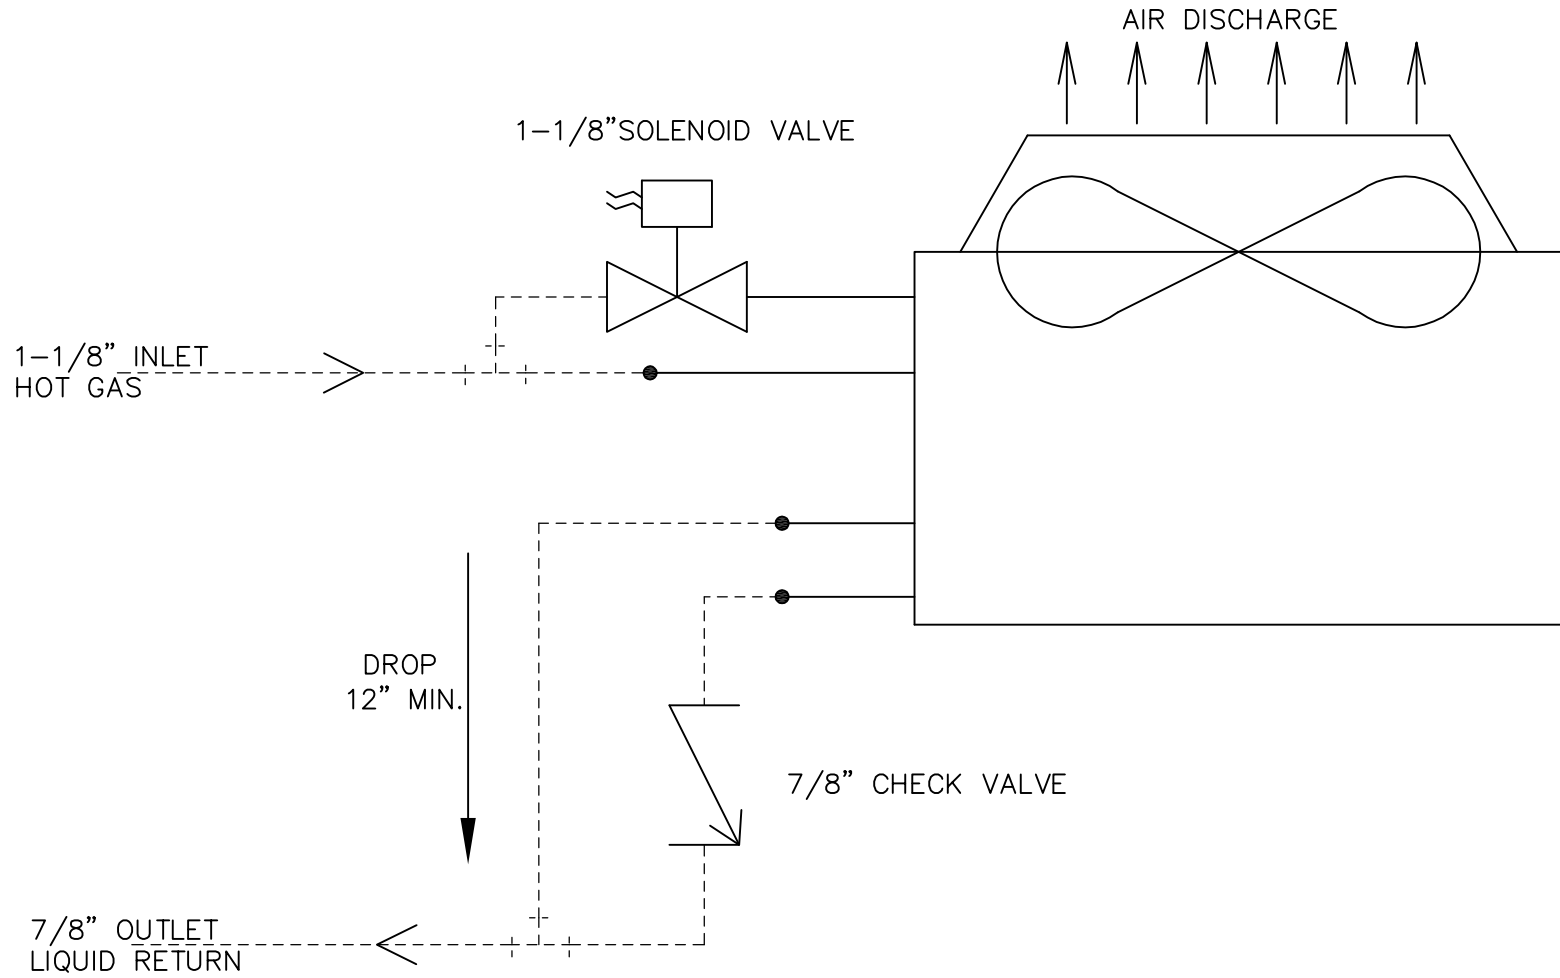 AIR DISCHARGE
1-1/8”SOLENOID VALVE
1-1/8” INLET
HOT GAS
DROP
12” MIN.
7/8” CHECK VALVE
7/8” OUTLET
LIQUID RETURN